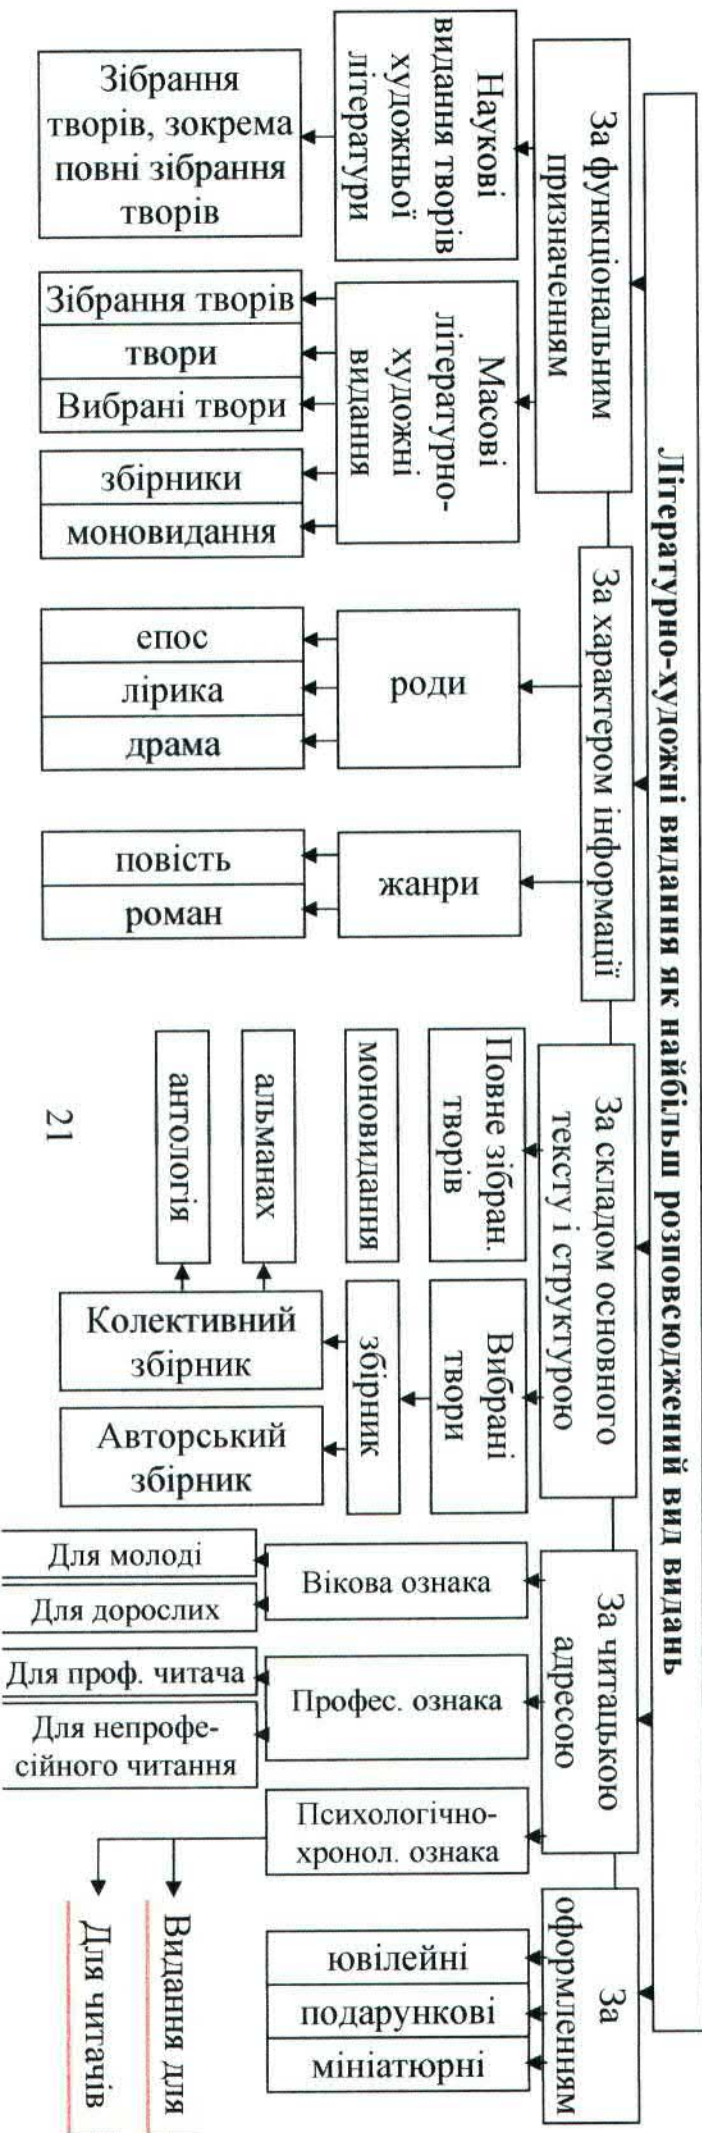 Літературно-художні видання як найбільш розповсюджений вид видань
За функціональним
призначенням
Наукові
видання творів
художньої
літератури
Зібрання
творів, зокрема
повні зібрання
творів
Масові
літературно-
художні
видання
Зібрання творів
твори
Вибрані твори
збірники
моновидання
За характером інформації
роди
епос
лірика
драма
жанри
повість
роман
За складом основного
тексту і структурою
Повне зібран.
творів
Вибрані
твори
моновидання
збірник
альманах
антологія
Колективний
збірник
Авторський
збірник
За читацькою
адресою
Вікова ознака
Для молоді
Для дорослих
Профес. ознака
Для проф. читача
Для непрофе-
сійного читання
Психологічно-
хронол. ознака
Видання для
Для читачів
За
оформленням
ювілейні
подарункові
мініатюрні
21